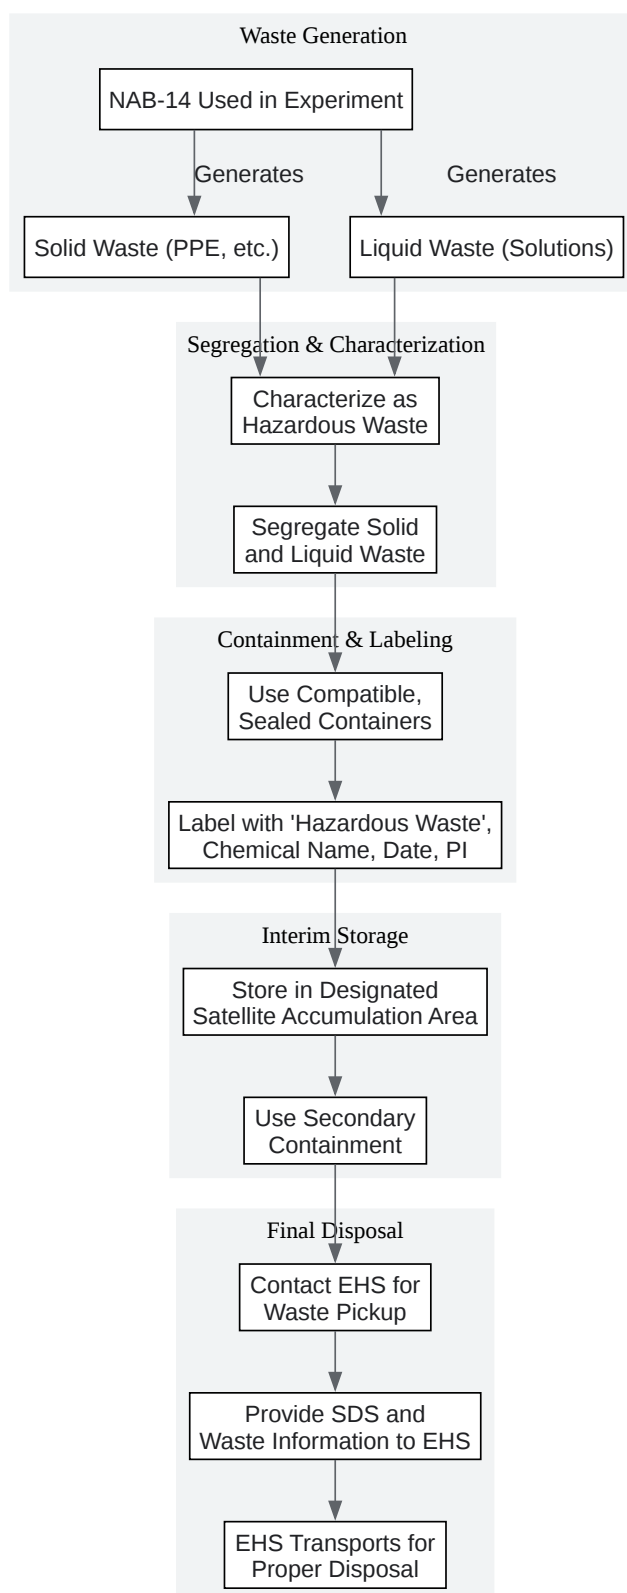 Waste Generation
NAB-14 Used in Experiment
Generates
Generates
Solid Waste (PPE, etc.)
Liquid Waste (Solutions)
Segregation & Characterization
Characterize as
Hazardous Waste
Segregate Solid
and Liquid Waste
Containment & Labeling
Use Compatible,
Sealed Containers
Label with 'Hazardous Waste',
Chemical Name, Date, PI
Interim Storage
Store in Designated
Satellite Accumulation Area
Use Secondary
Containment
Final Disposal
Contact EHS for
Waste Pickup
Provide SDS and
Waste Information to EHS
EHS Transports for
Proper Disposal